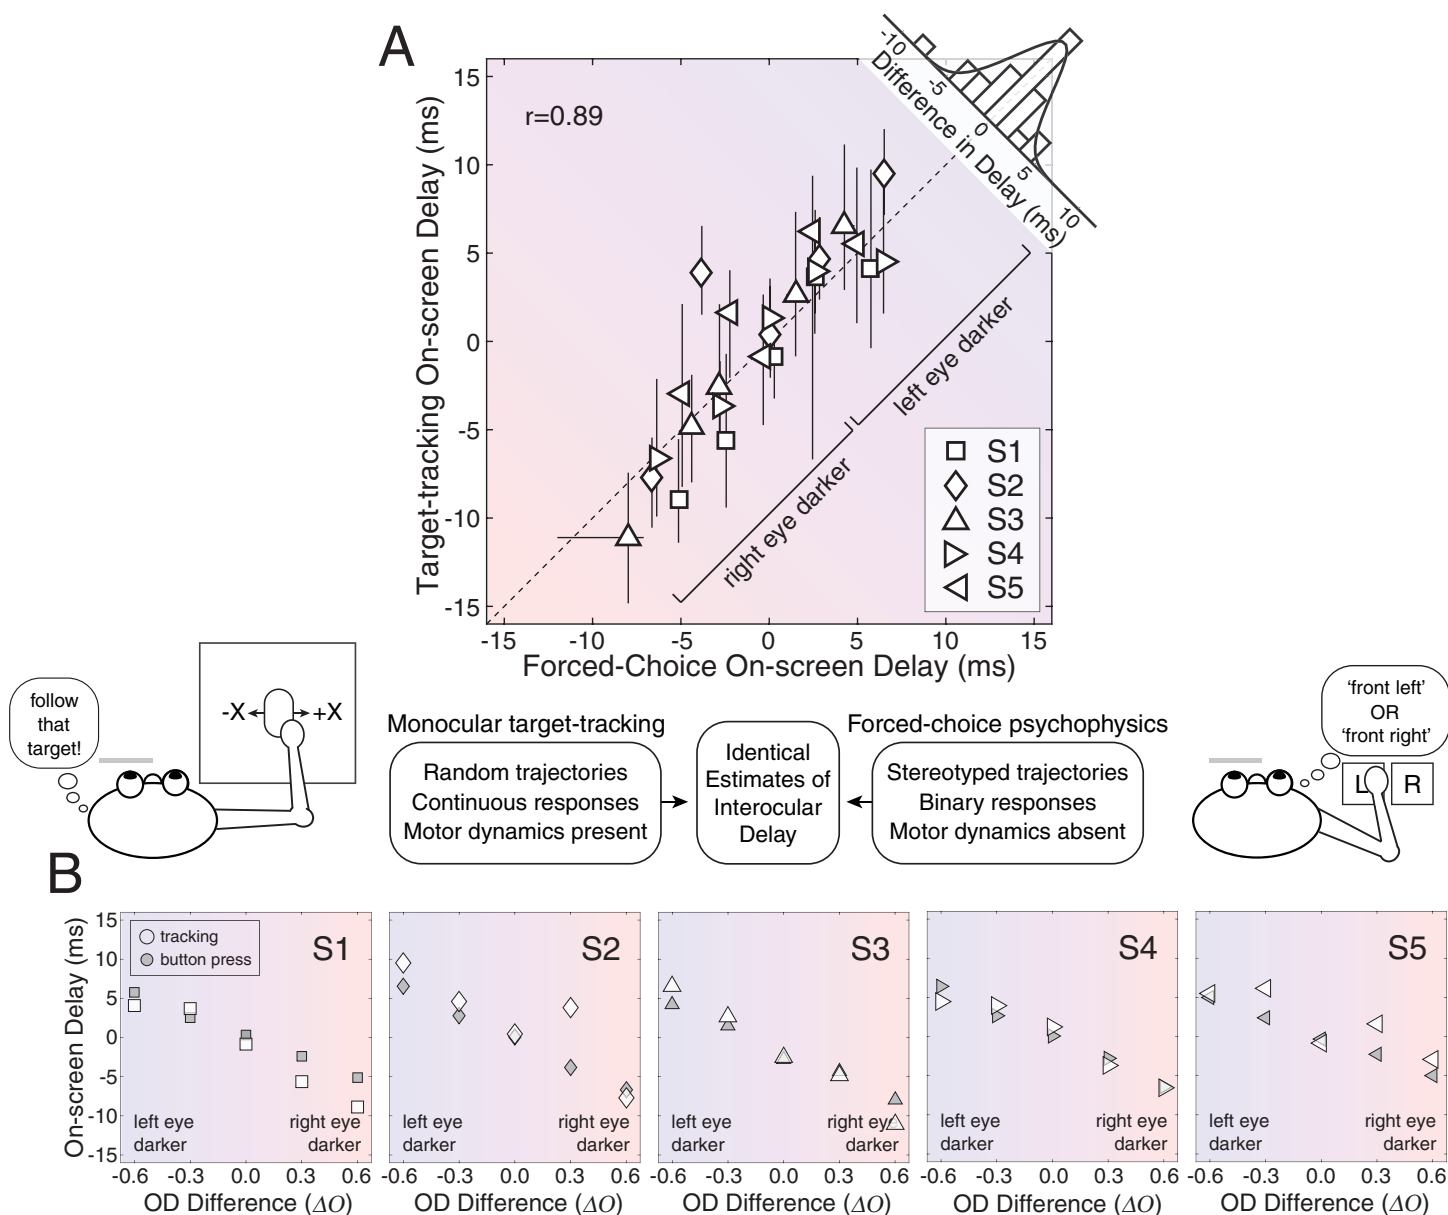 A
r=0.89
Target-tracking On-screen Delay (ms)
15
10
5
0
-5
-10
-15
-15
-10
-5
0
5
10
15
Forced-Choice On-screen Delay (ms)
-10
-5
0
5
10
Difference in Delay (ms)
left eye darker
right eye darker
S1
S2
S3
S4
S5
follow
that
target!
-X
+X
Monocular target-tracking
Random trajectories
Continuous responses
Motor dynamics present
Identical
Estimates of
Interocular
Delay
Forced-choice psychophysics
Stereotyped trajectories
Binary responses
Motor dynamics absent
'front left'
OR
'front right'
L
R
B
On-screen Delay (ms)
15
10
5
0
-5
-10
-15
tracking
button press
S1
left eye
darker
right eye
darker
-0.6
-0.3
0.0
0.3
0.6
OD Difference (ΔO)
S2
left eye
darker
right eye
darker
-0.6
-0.3
0.0
0.3
0.6
OD Difference (ΔO)
S3
left eye
darker
right eye
darker
-0.6
-0.3
0.0
0.3
0.6
OD Difference (ΔO)
S4
left eye
darker
right eye
darker
-0.6
-0.3
0.0
0.3
0.6
OD Difference (ΔO)
S5
left eye
darker
right eye
darker
-0.6
-0.3
0.0
0.3
0.6
OD Difference (ΔO)